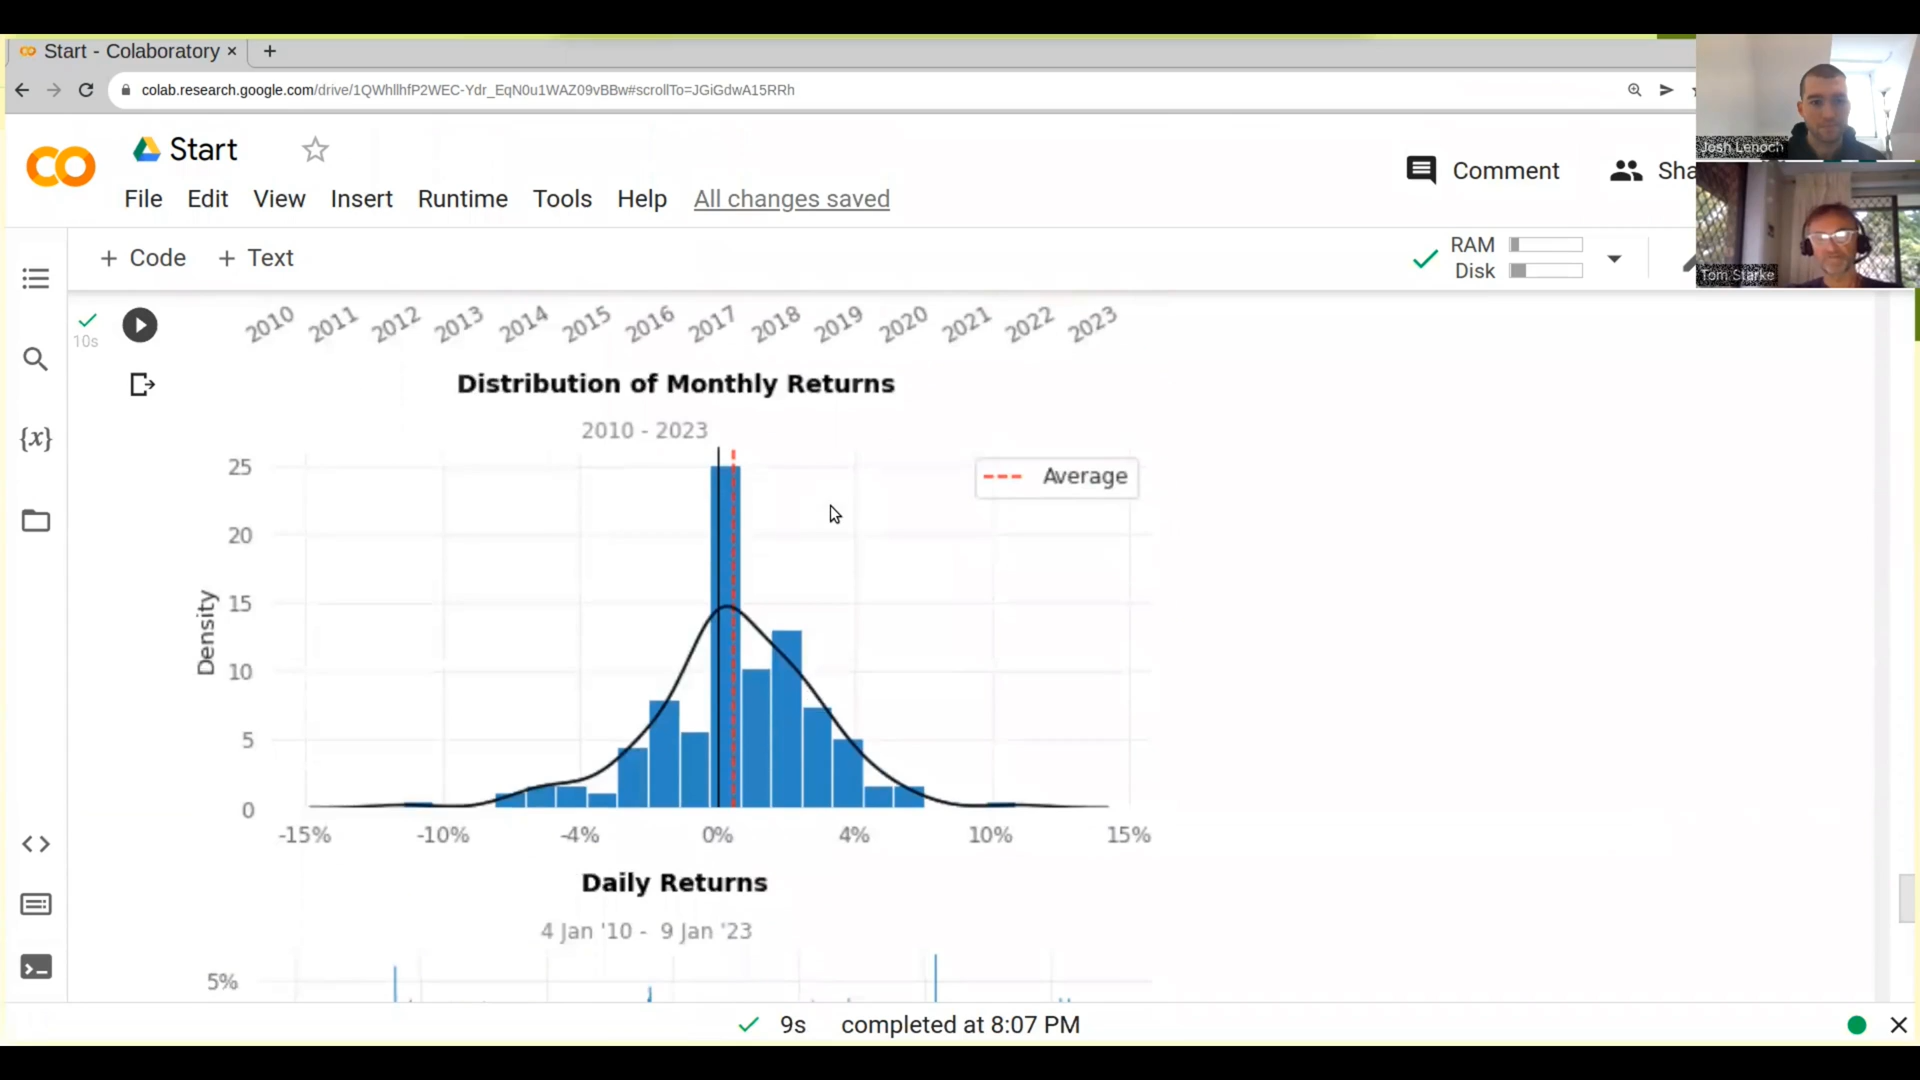 Start - Colaboratory
colab.research.google.com/drive/1QWhllhfP2WEC-Ydr_EqN0u1WAZ09vBBw#scrollTo=JGiGdwA15RRh
Start
Comment
Sha
File Edit View Insert Runtime Tools Help All changes saved
+ Code + Text
RAM
Disk
Josh Lenoch
Tom Starke
10s
2010 2011 2012 2013 2014 2015 2016 2017 2018 2019 2020 2021 2022 2023
Distribution of Monthly Returns
2010 - 2023
Average
Density
25
20
15
10
5
0
-15% -10% -4% 0% 4% 10% 15%
Daily Returns
4 Jan '10 - 9 Jan '23
5%
9s completed at 8:07 PM